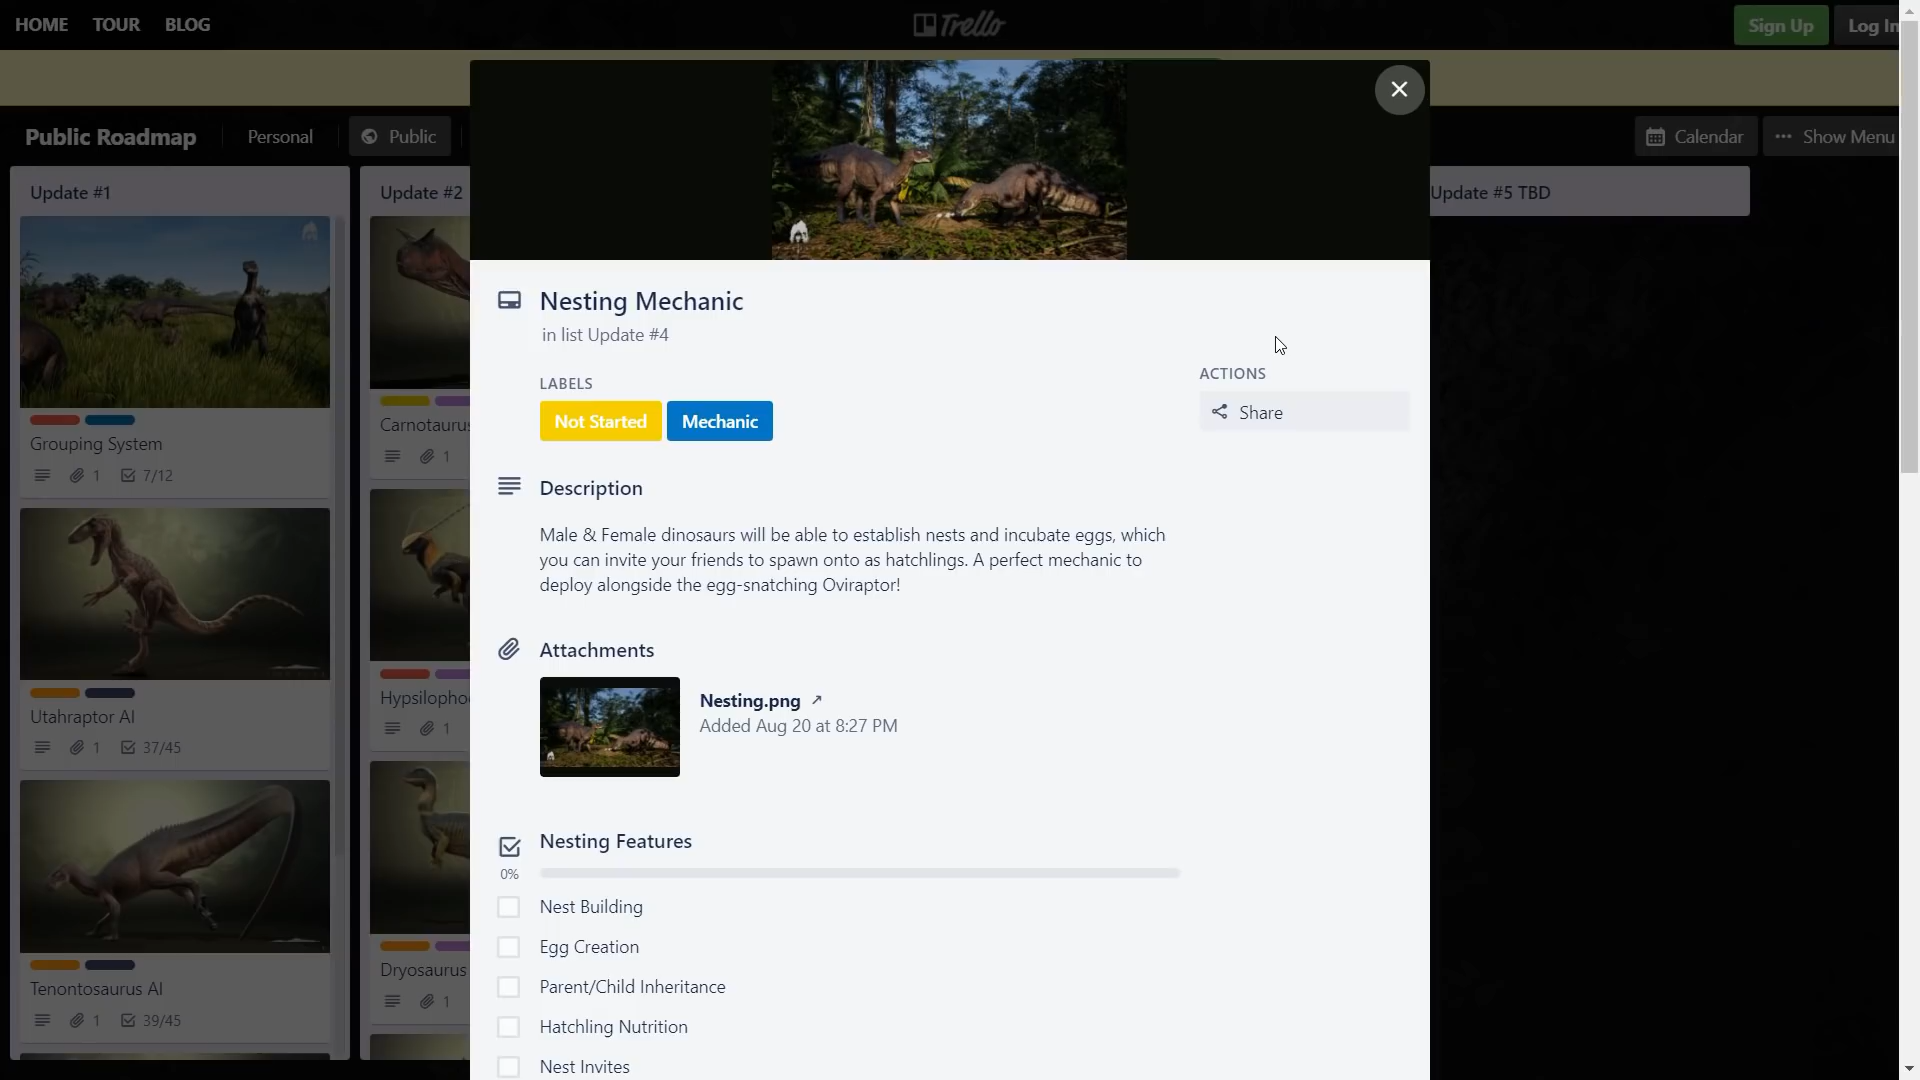 HOME TOUR BLOG
Trello
Sign Up Log In
Public Roadmap Personal Public
Calendar ··· Show Menu
Update #1
Grouping System
1 7/12
Utahraptor AI
1 37/45
Tenontosaurus AI
1 39/45
Update #2
Carnotaurus
1
Hypsilopho
1
Dryosaurus
1
Update #5 TBD
Nesting Mechanic
in list Update #4
LABELS
Not Started Mechanic
ACTIONS
Share
Description
Male & Female dinosaurs will be able to establish nests and incubate eggs, which
you can invite your friends to spawn onto as hatchlings. A perfect mechanic to
deploy alongside the egg-snatching Oviraptor!
Attachments
Nesting.png ↗
Added Aug 20 at 8:27 PM
Nesting Features
0%
Nest Building
Egg Creation
Parent/Child Inheritance
Hatchling Nutrition
Nest Invites